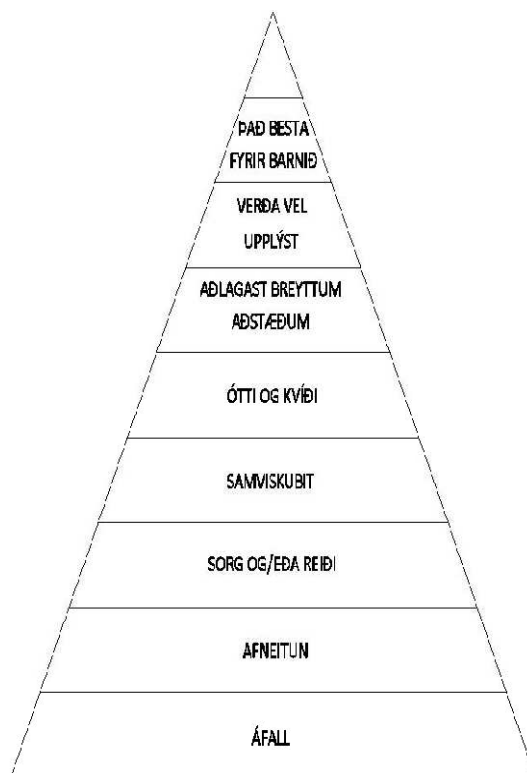 ÞAÐ BESTA
FYRIR BARNIÐ
VERÐA VEL
UPPLÝST
AÐLAGAST BREYTTUM
AÐSTÆÐUM
ÓTTI OG KVÍÐI
SAMVISKUBIT
SORG OG/EÐA REIÐI
AFNEITUN
ÁFALL